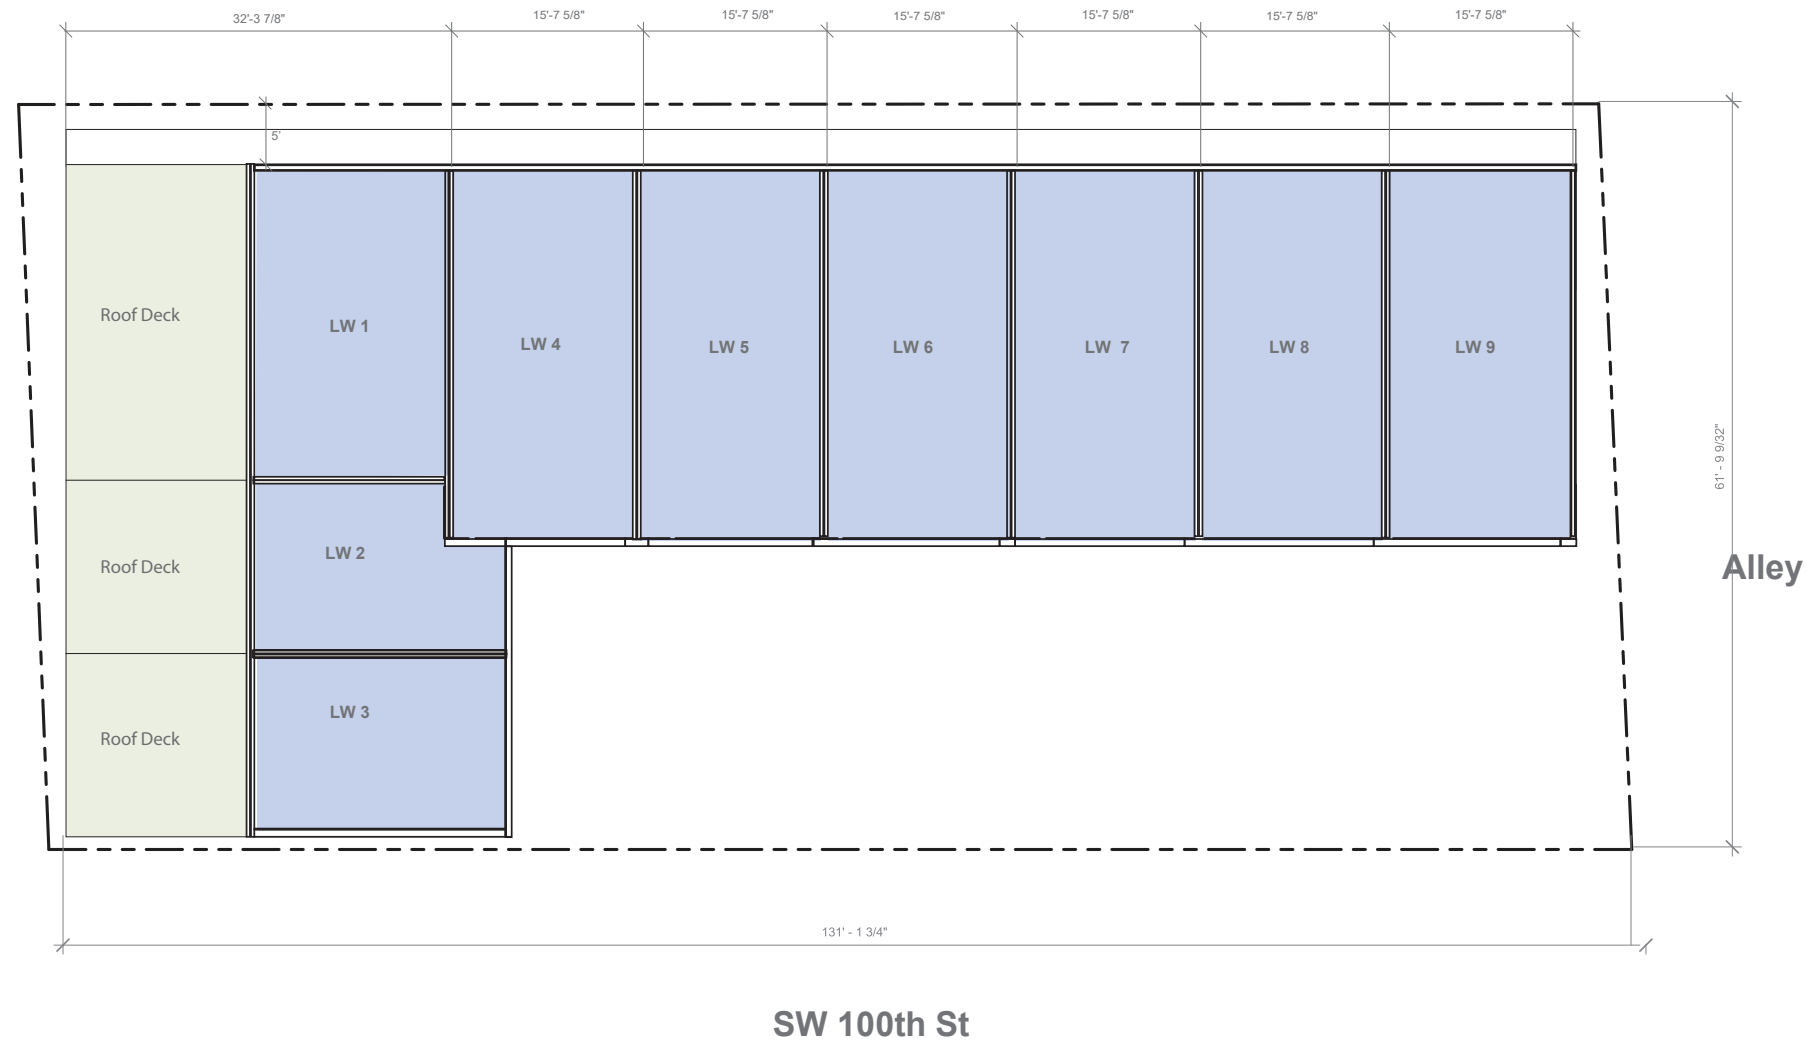 32'-3 7/8"
15'-7 5/8"
15'-7 5/8"
15'-7 5/8"
15'-7 5/8"
15'-7 5/8"
15'-7 5/8"
5'
Roof Deck
LW 1
LW 4
LW 5
LW 6
LW  7
LW 8
LW 9
61' - 9 9/32"
Roof Deck
LW 2
Alley
Roof Deck
LW 3
131' - 1 3/4"
SW 100th St